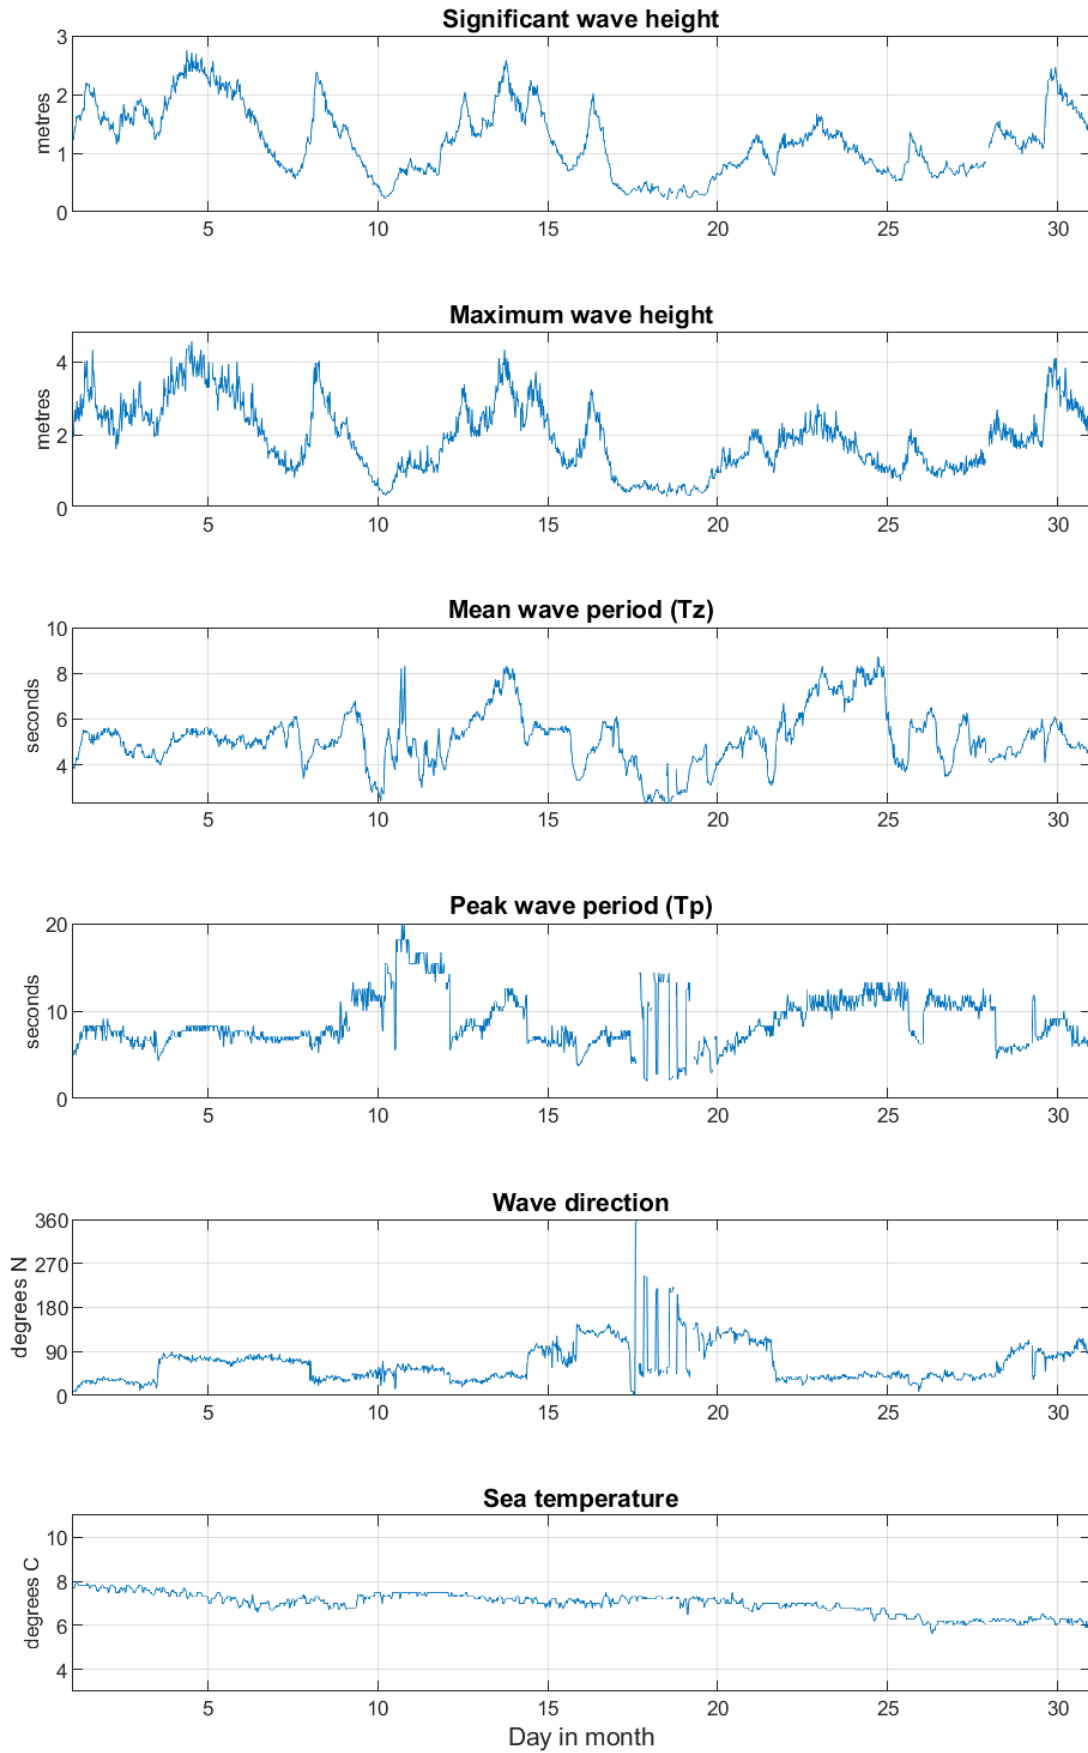 Significant wave height
3
2
1
0
metres
5 10 15 20 25 30
Maximum wave height
4
2
0
metres
5 10 15 20 25 30
Mean wave period (Tz)
10
8
6
4
seconds
5 10 15 20 25 30
Peak wave period (Tp)
20
10
0
seconds
5 10 15 20 25 30
Wave direction
360
270
180
90
0
degrees N
5 10 15 20 25 30
Sea temperature
10
8
6
4
degrees C
5 10 15 20 25 30
Day in month